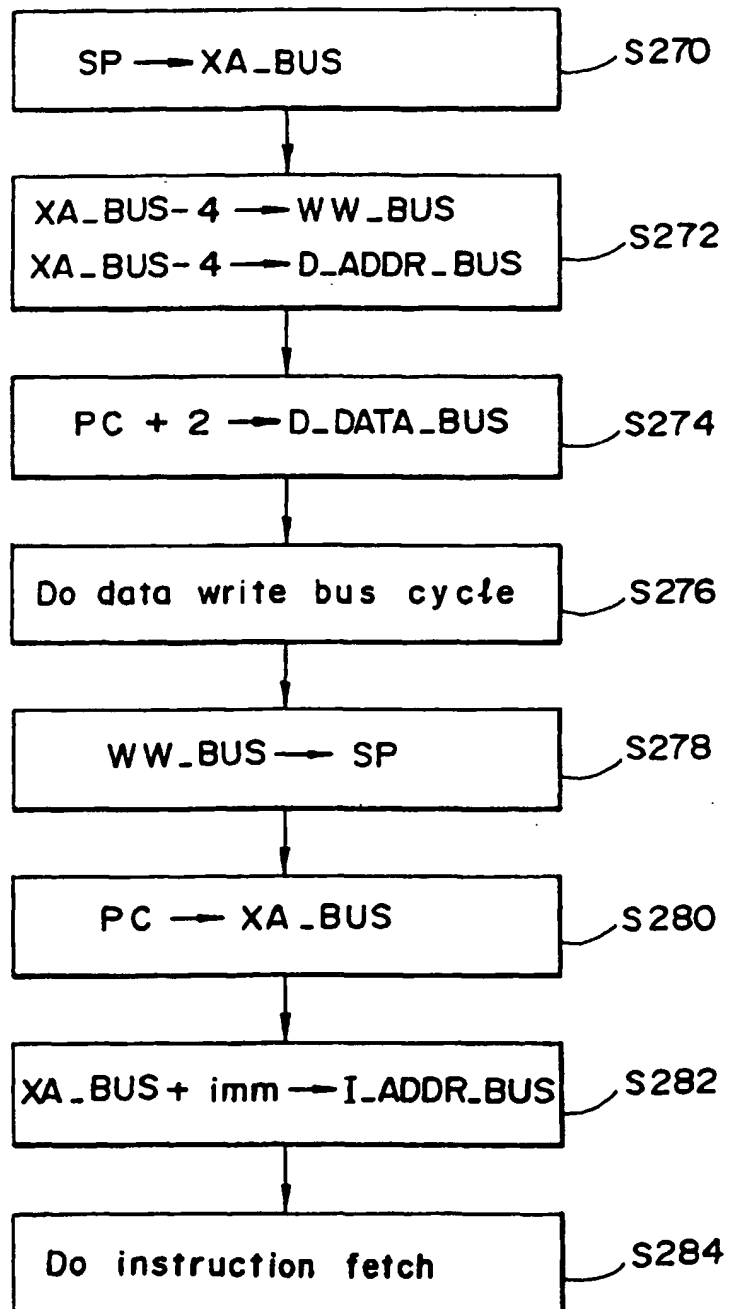 SP → XA_BUS
S270
XA_BUS-4 → WW_BUS
XA_BUS-4 → D_ADDR_BUS
S272
PC + 2 → D_DATA_BUS
S274
Do data write bus cycle
S276
WW_BUS → SP
S278
PC → XA_BUS
S280
XA_BUS + imm → I_ADDR_BUS
S282
Do instruction fetch
S284